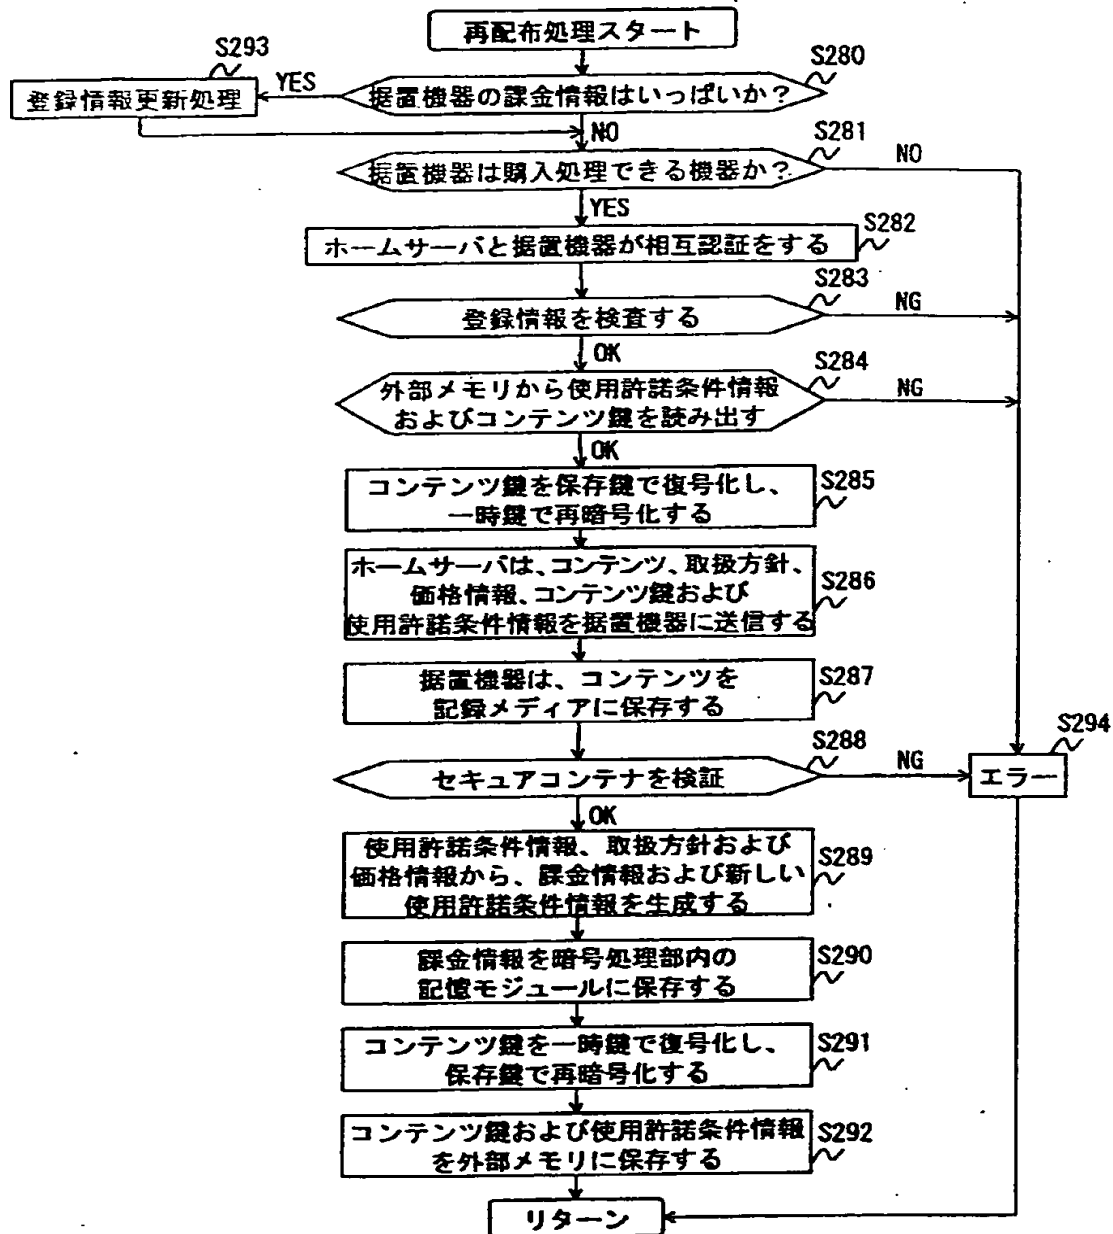 再配布処理スタート
S280
据置機器の課金情報はいっぱいか?
YES
S293
登録情報更新処理
NO
S281
据置機器は購入処理できる機器か?
NO
YES
S282
ホームサーバと据置機器が相互認証をする
S283
登録情報を検査する
NG
OK
S284
外部メモリから使用許諾条件情報
およびコンテンツ鍵を読み出す
NG
OK
S285
コンテンツ鍵を保存鍵で復号化し、
一時鍵で再暗号化する
S286
ホームサーバは、コンテンツ、取扱方針、
価格情報、コンテンツ鍵および
使用許諾条件情報を据置機器に送信する
S287
据置機器は、コンテンツを
記録メディアに保存する
S288
セキュアコンテナを検証
NG
S294
エラー
OK
S289
使用許諾条件情報、取扱方針および
価格情報から、課金情報および新しい
使用許諾条件情報を生成する
S290
課金情報を暗号処理部内の
記憶モジュールに保存する
S291
コンテンツ鍵を一時鍵で復号化し、
保存鍵で再暗号化する
S292
コンテンツ鍵および使用許諾条件情報
を外部メモリに保存する
リターン